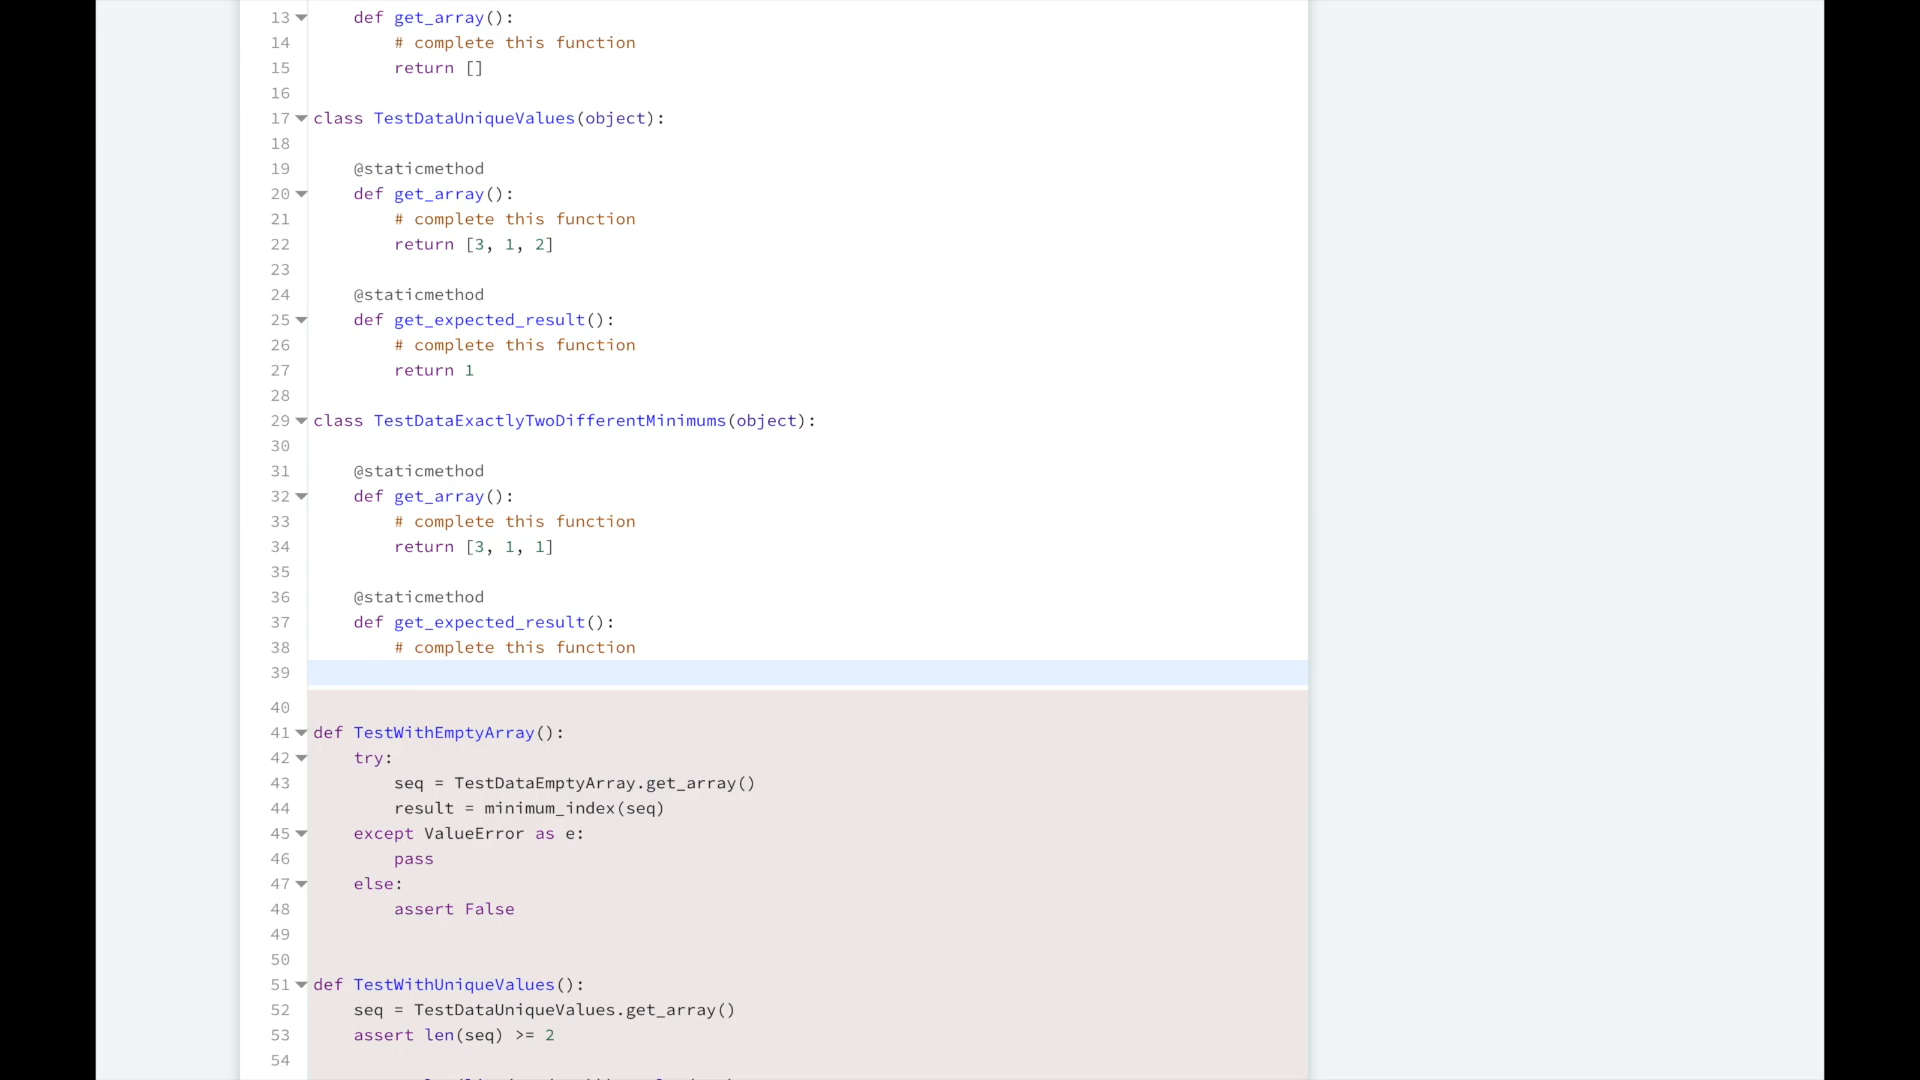 13 def get_array():
14 # complete this function
15 return []
16
17 class TestDataUniqueValues(object):
18
19 @staticmethod
20 def get_array():
21 # complete this function
22 return [3, 1, 2]
23
24 @staticmethod
25 def get_expected_result():
26 # complete this function
27 return 1
28
29 class TestDataExactlyTwoDifferentMinimums(object):
30
31 @staticmethod
32 def get_array():
33 # complete this function
34 return [3, 1, 1]
35
36 @staticmethod
37 def get_expected_result():
38 # complete this function
39
40
41 def TestWithEmptyArray():
42 try:
43 seq = TestDataEmptyArray.get_array()
44 result = minimum_index(seq)
45 except ValueError as e:
46 pass
47 else:
48 assert False
49
50
51 def TestWithUniqueValues():
52 seq = TestDataUniqueValues.get_array()
53 assert len(seq) >= 2
54